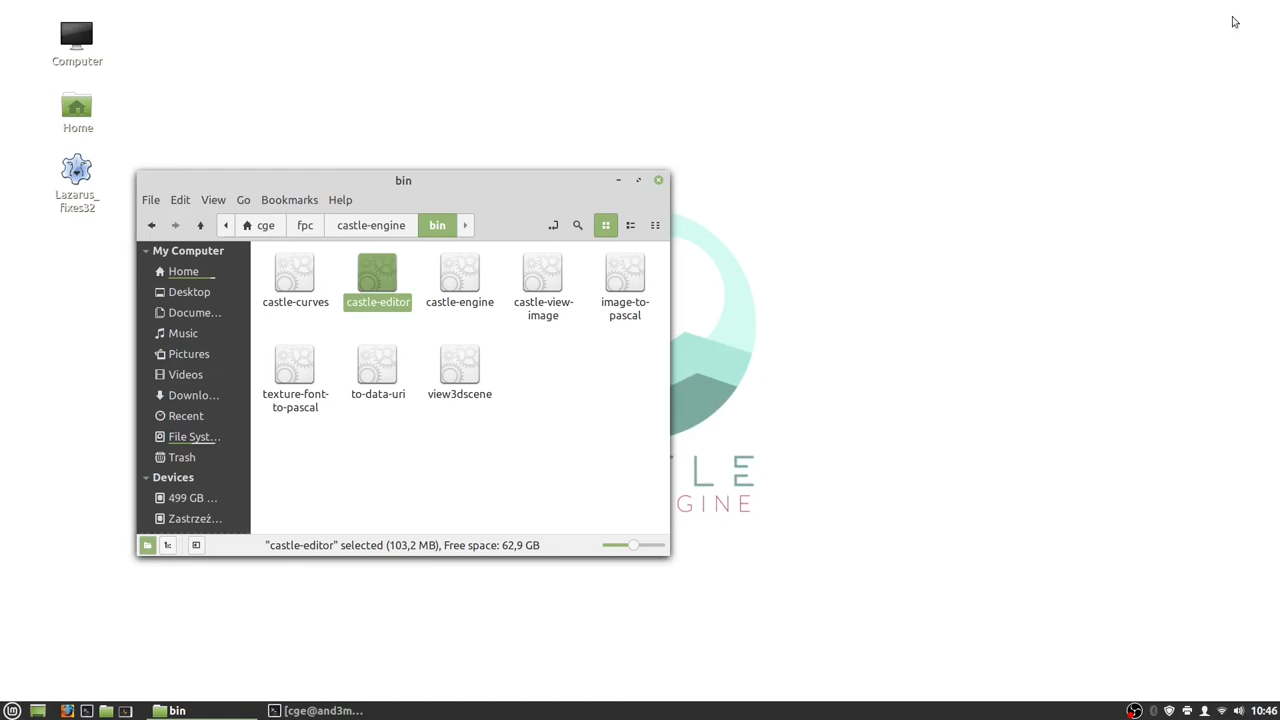 Computer
Home
Lazarus_
fixes32
bin
File Edit View Go Bookmarks Help
cge fpc castle-engine bin
My Computer
Home
Desktop
Docume...
Music
Pictures
Videos
Downlo...
Recent
File Syst...
Trash
Devices
499 GB ...
Zastrzeż...
castle-curves
castle-editor
castle-engine
castle-view-
image
image-to-
pascal
texture-font-
to-pascal
to-data-uri
view3dscene
"castle-editor" selected (103,2 MB), Free space: 62,9 GB
LE
GINE
bin
[cge@and3m...
10:46